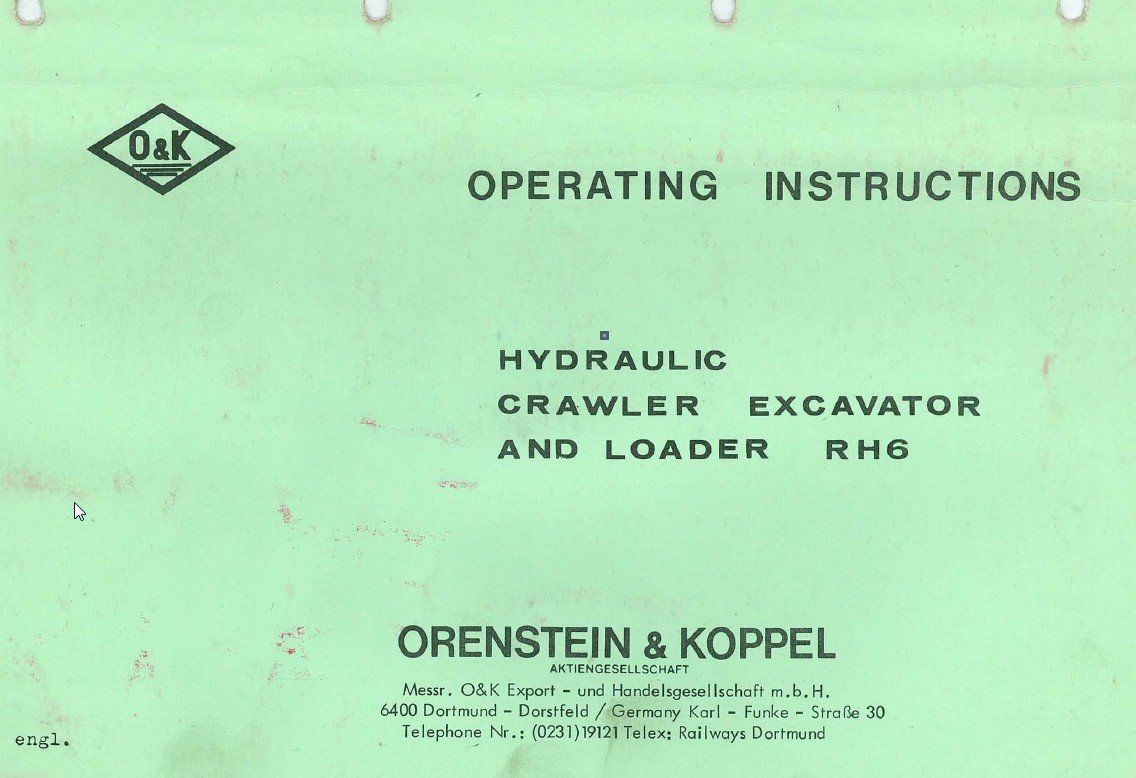 O&K
OPERATING INSTRUCTIONS
HYDRAULIC
CRAWLER EXCAVATOR
AND LOADER RH6
ORENSTEIN & KOPPEL
AKTIENGESELLSCHAFT
Messr. O&K Export - und Handelsgesellschaft m.b.H.
6400 Dortmund - Dorstfeld / Germany Karl - Funke - Straße 30
Telephone Nr.: (0231)19121 Telex: Railways Dortmund
engl.